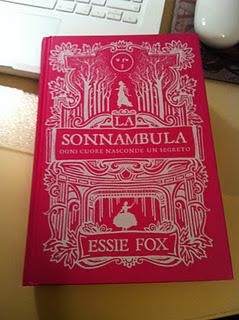 LA
SONNAMBULA
OGNI CUORE NASCONDE UN SEGRETO
ESSIE FOX